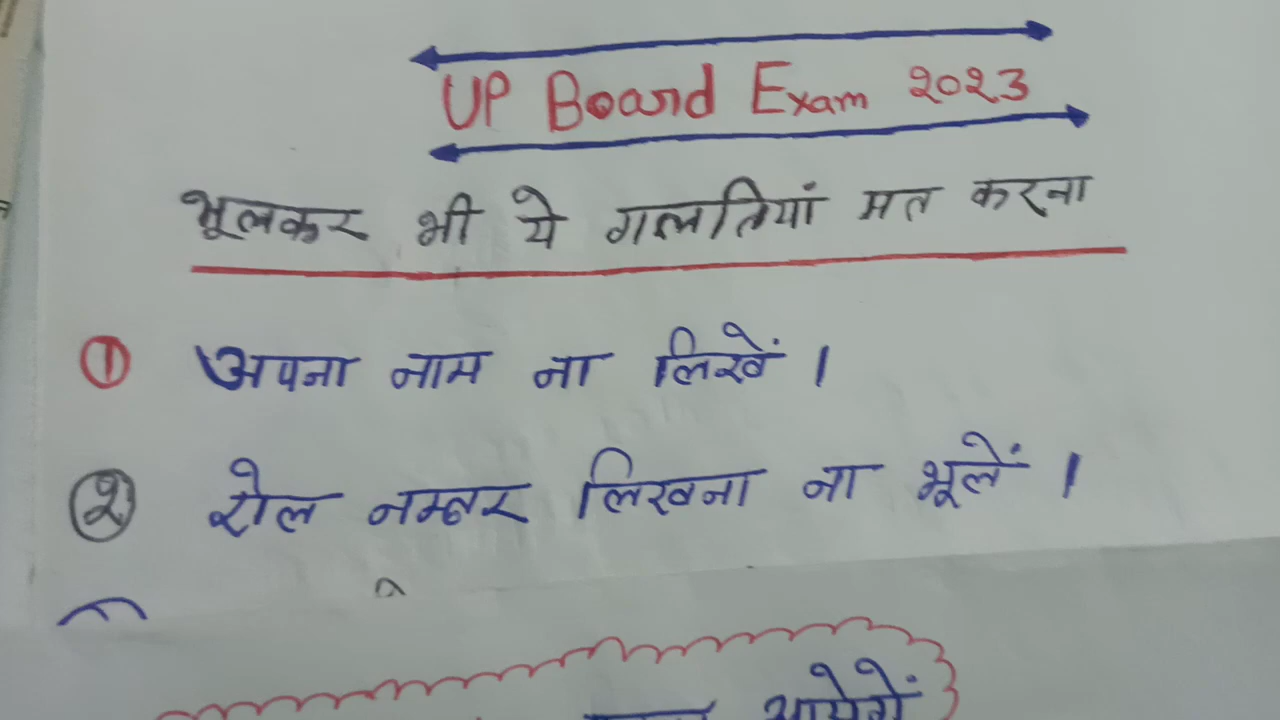 UP Board Exam 2023
भूलकर भी ये गलतियां मत करना
① अपना नाम ना लिखें ।
② रोल नम्बर लिखना ना भूलें ।
आयेगें